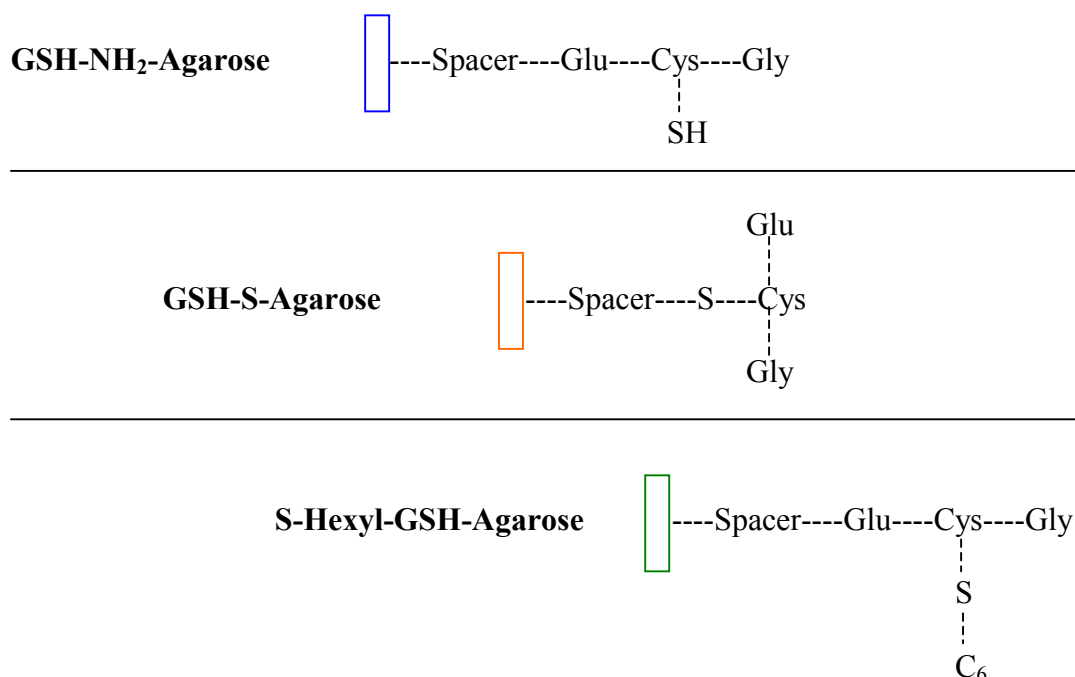 GSH-NH₂-Agarose ----Spacer----Glu----Cys----Gly
SH
Glu
GSH-S-Agarose ----Spacer----S----Cys
Gly
S-Hexyl-GSH-Agarose ----Spacer----Glu----Cys----Gly
S
C₆